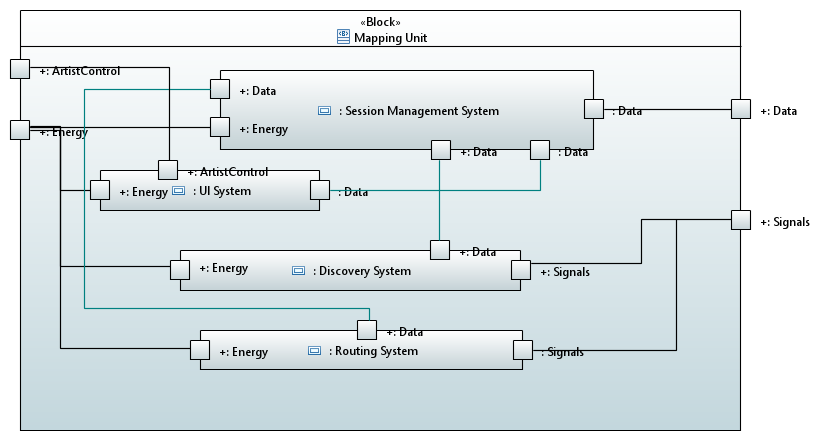 «Block»
Mapping Unit
+: ArtistControl
+: Energy
+: Data
+: Energy
: Session Management System
: Data
+: Data
+: Data
: Data
+: ArtistControl
+: Energy
: UI System
: Data
+: Signals
+: Data
+: Energy
: Discovery System
+: Signals
+: Data
+: Energy
: Routing System
: Signals